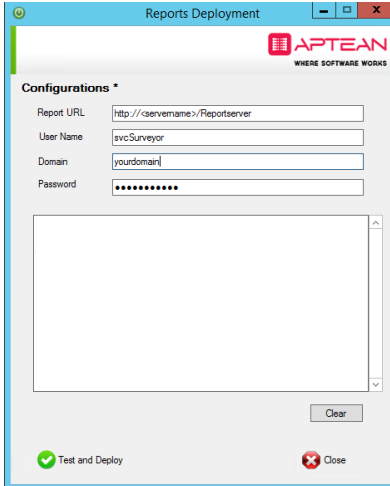 Reports Deployment
APTEAN
WHERE SOFTWARE WORKS
Configurations *
Report URL http://<servername>/Reportserver
User Name svcSurveyor
Domain yourdomain
Password ●●●●●●●●●●●
Clear
Test and Deploy
Close